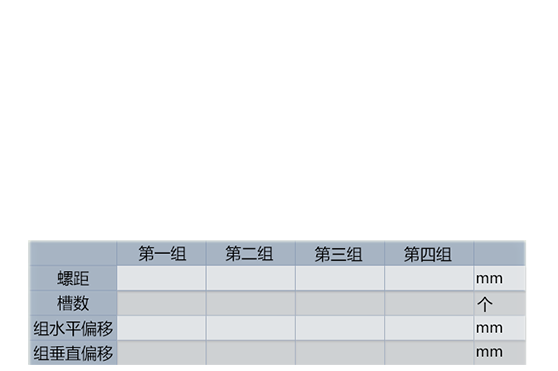 第一组 第二组 第三组 第四组
螺距 mm
槽数 个
组水平偏移 mm
组垂直偏移 mm